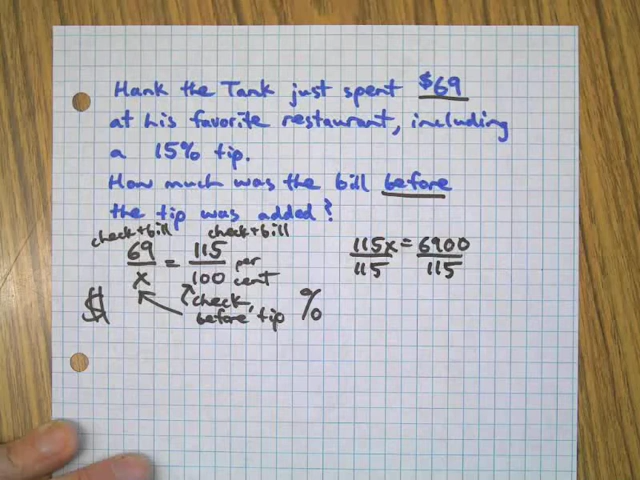 Hank the Tank just spent $69
at his favorite restaurant, including
a 15% tip.
How much was the bill before
the tip was added?
check+bill check+bill
69/x = 115/100 per cent
$ check before tip %
115x/115 = 6900/115